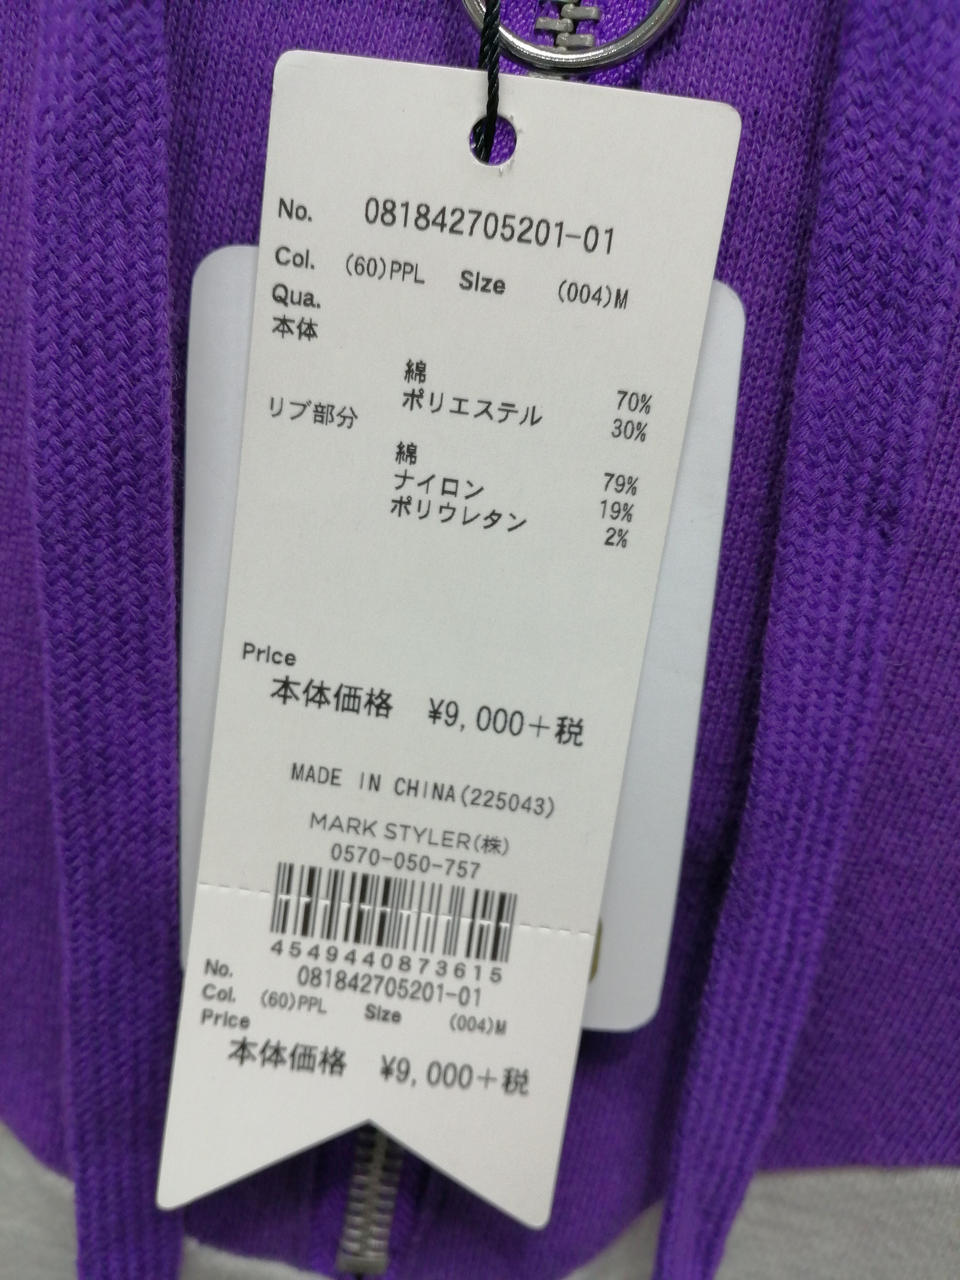 No. 081842705201-01
Col. (60)PPL Size (004)M
Qua.
本体
綿 70%
ポリエステル 30%
リブ部分
綿 79%
ナイロン 19%
ポリウレタン 2%
Price
本体価格 ¥9,000+税
MADE IN CHINA(225043)
MARK STYLER(株)
0570-050-757
4549440873615
No. 081842705201-01
Col. (60)PPL Size (004)M
Price
本体価格 ¥9,000+税